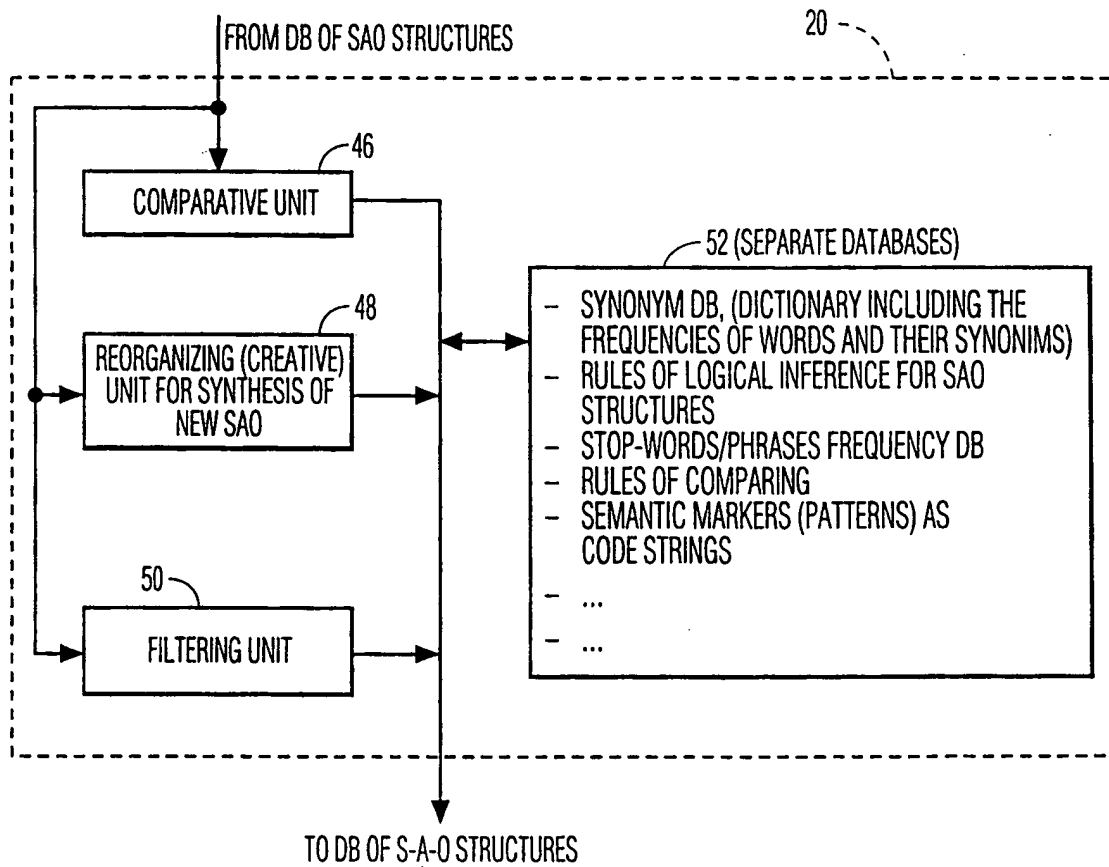 FROM DB OF SAO STRUCTURES
20
46
COMPARATIVE UNIT
48
REORGANIZING (CREATIVE)
UNIT FOR SYNTHESIS OF
NEW SAO
50
FILTERING UNIT
52 (SEPARATE DATABASES)
- SYNONYM DB, (DICTIONARY INCLUDING THE
FREQUENCIES OF WORDS AND THEIR SYNONIMS)
- RULES OF LOGICAL INFERENCE FOR SAO
STRUCTURES
- STOP-WORDS/PHRASES FREQUENCY DB
- RULES OF COMPARING
- SEMANTIC MARKERS (PATTERNS) AS
CODE STRINGS
- ...
- ...
TO DB OF S-A-O STRUCTURES